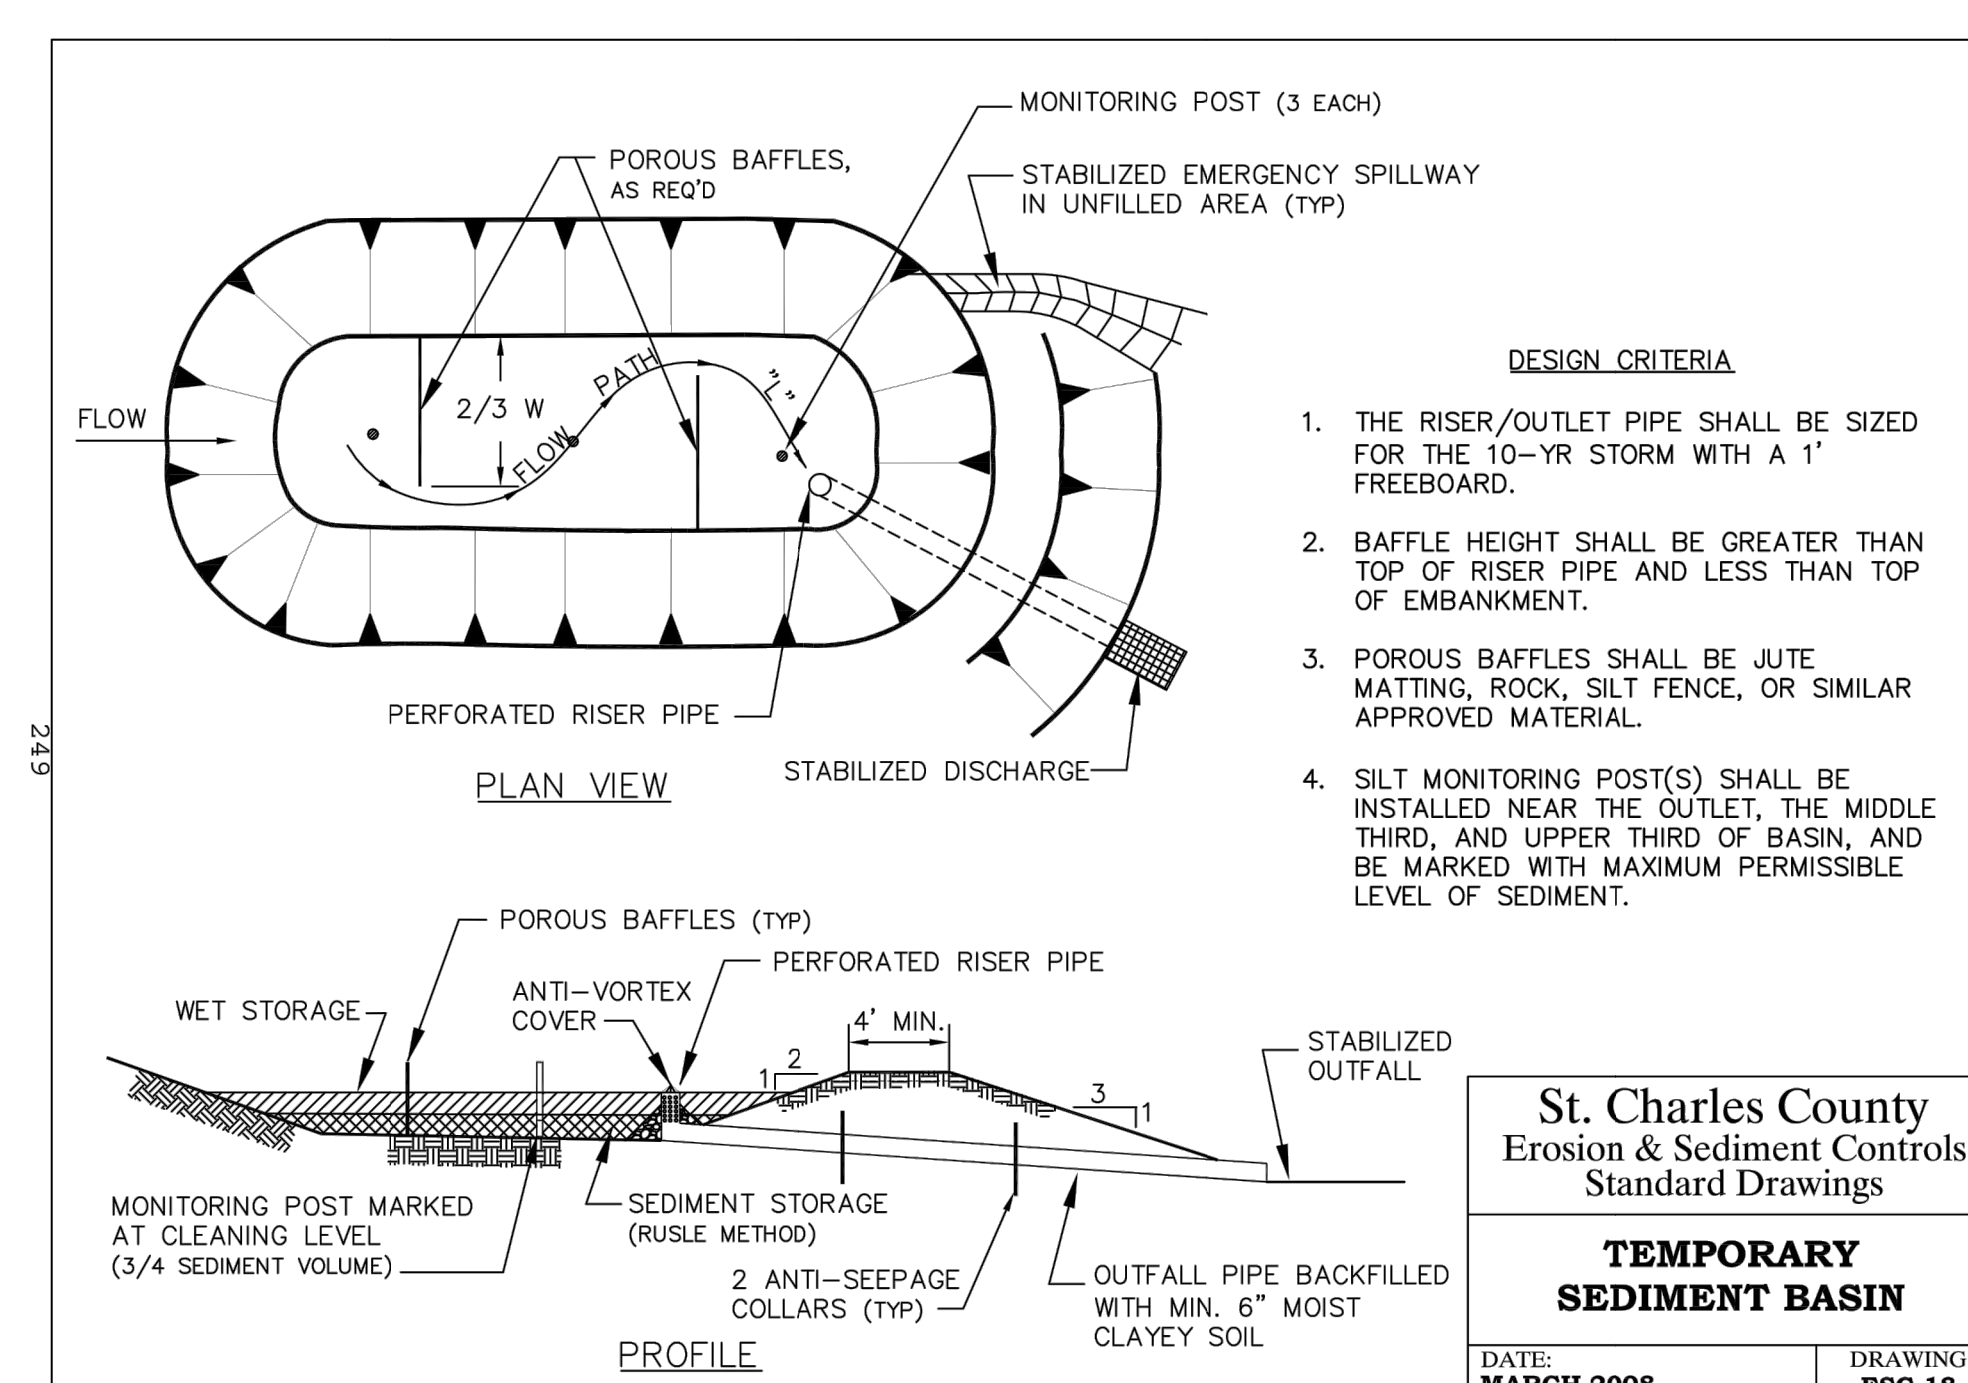 MONITORING POST (3 EACH)
POROUS BAFFLES,
AS REQ'D
STABILIZED EMERGENCY SPILLWAY
IN UNFILLED AREA (TYP)
FLOW
2/3 W
FLOW
PATH
"L"
PERFORATED RISER PIPE
STABILIZED DISCHARGE
PLAN VIEW
249
DESIGN CRITERIA
1. THE RISER/OUTLET PIPE SHALL BE SIZED
FOR THE 10-YR STORM WITH A 1'
FREEBOARD.
2. BAFFLE HEIGHT SHALL BE GREATER THAN
TOP OF RISER PIPE AND LESS THAN TOP
OF EMBANKMENT.
3. POROUS BAFFLES SHALL BE JUTE
MATTING, ROCK, SILT FENCE, OR SIMILAR
APPROVED MATERIAL.
4. SILT MONITORING POST(S) SHALL BE
INSTALLED NEAR THE OUTLET, THE MIDDLE
THIRD, AND UPPER THIRD OF BASIN, AND
BE MARKED WITH MAXIMUM PERMISSIBLE
LEVEL OF SEDIMENT.
POROUS BAFFLES (TYP)
PERFORATED RISER PIPE
WET STORAGE
ANTI-VORTEX
COVER
4' MIN.
STABILIZED
OUTFALL
2
1
3
1
MONITORING POST MARKED
AT CLEANING LEVEL
(3/4 SEDIMENT VOLUME)
SEDIMENT STORAGE
(RUSLE METHOD)
2 ANTI-SEEPAGE
COLLARS (TYP)
OUTFALL PIPE BACKFILLED
WITH MIN. 6" MOIST
CLAYEY SOIL
PROFILE
St. Charles County
Erosion & Sediment Controls
Standard Drawings
TEMPORARY
SEDIMENT BASIN
DATE:
MARCH 2008
DRAWING
ESC-18